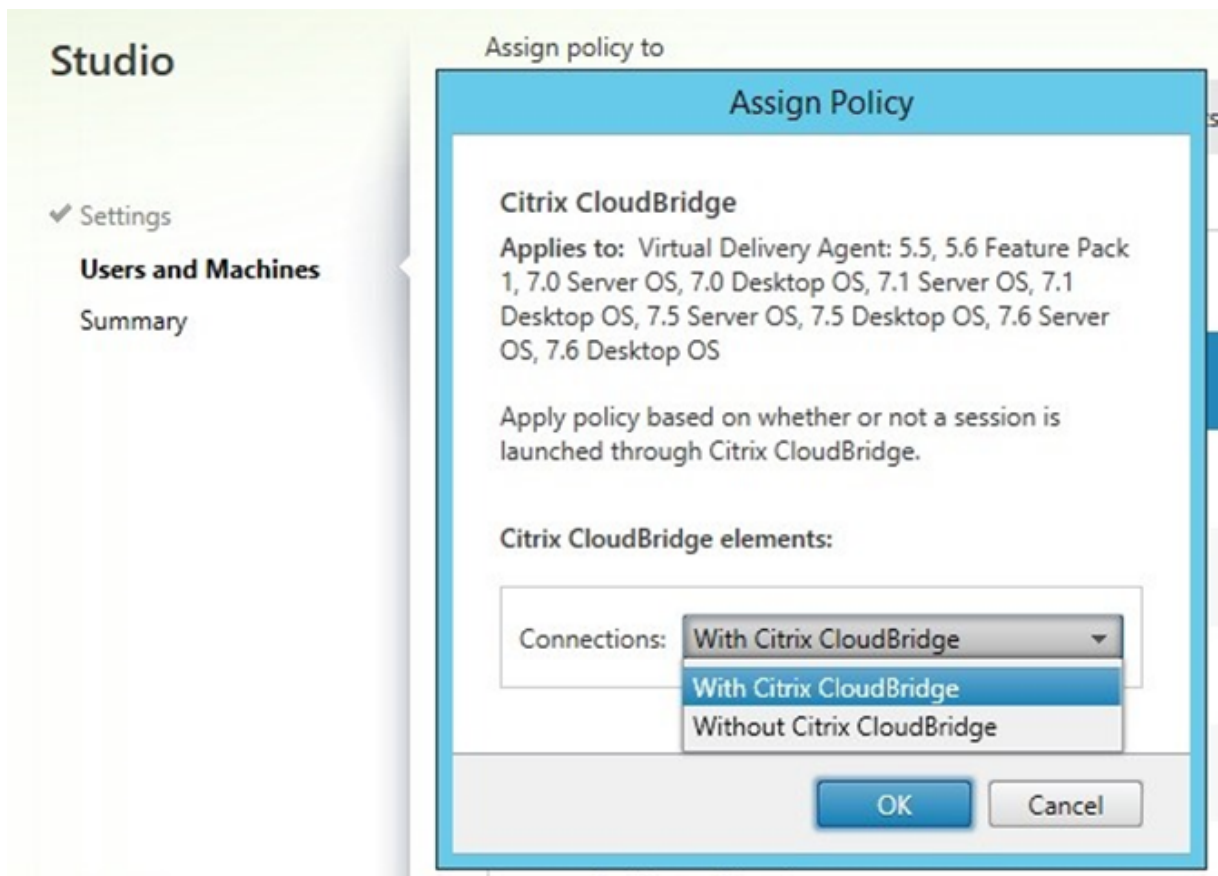 Studio
Settings
Users and Machines
Summary
Assign policy to
Assign Policy
Citrix CloudBridge
Applies to: Virtual Delivery Agent: 5.5, 5.6 Feature Pack
1, 7.0 Server OS, 7.0 Desktop OS, 7.1 Server OS, 7.1
Desktop OS, 7.5 Server OS, 7.5 Desktop OS, 7.6 Server
OS, 7.6 Desktop OS
Apply policy based on whether or not a session is
launched through Citrix CloudBridge.
Citrix CloudBridge elements:
Connections: With Citrix CloudBridge
With Citrix CloudBridge
Without Citrix CloudBridge
OK Cancel